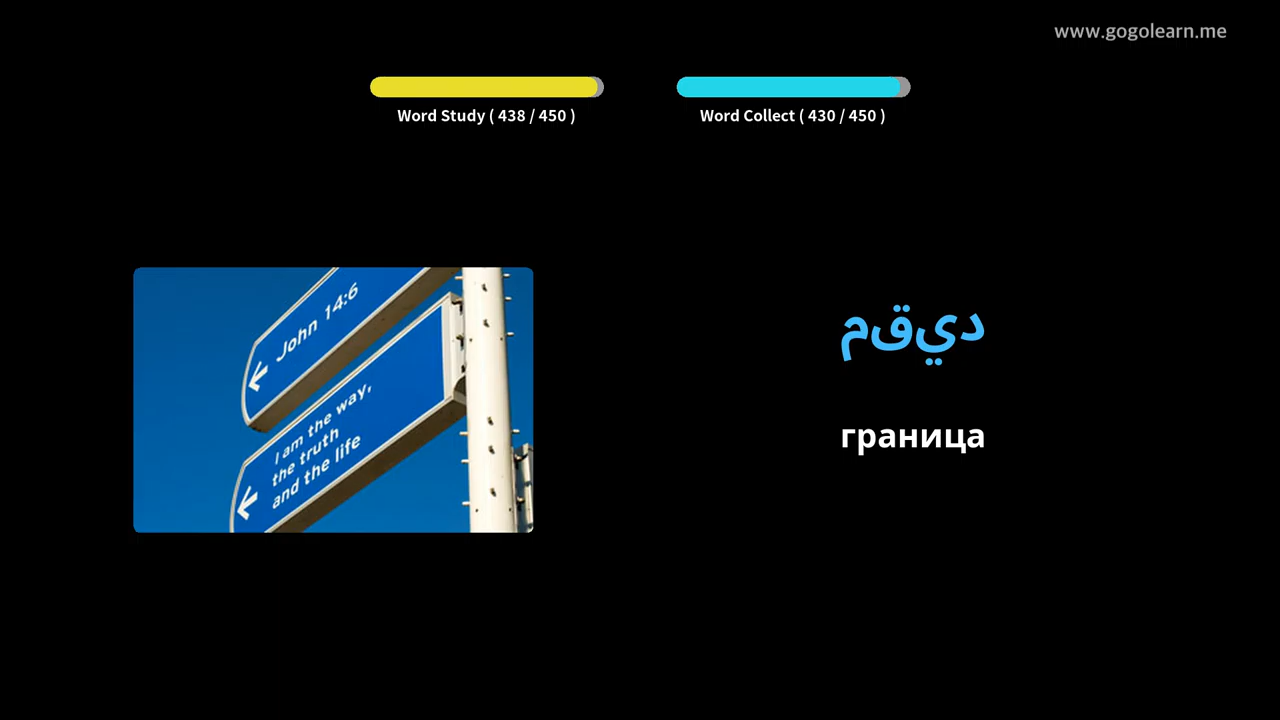 www.gogolearn.me
Word Study ( 438 / 450 )
Word Collect ( 430 / 450 )
John 14:6
I am the way,
the truth
and the life
ديقم
граница